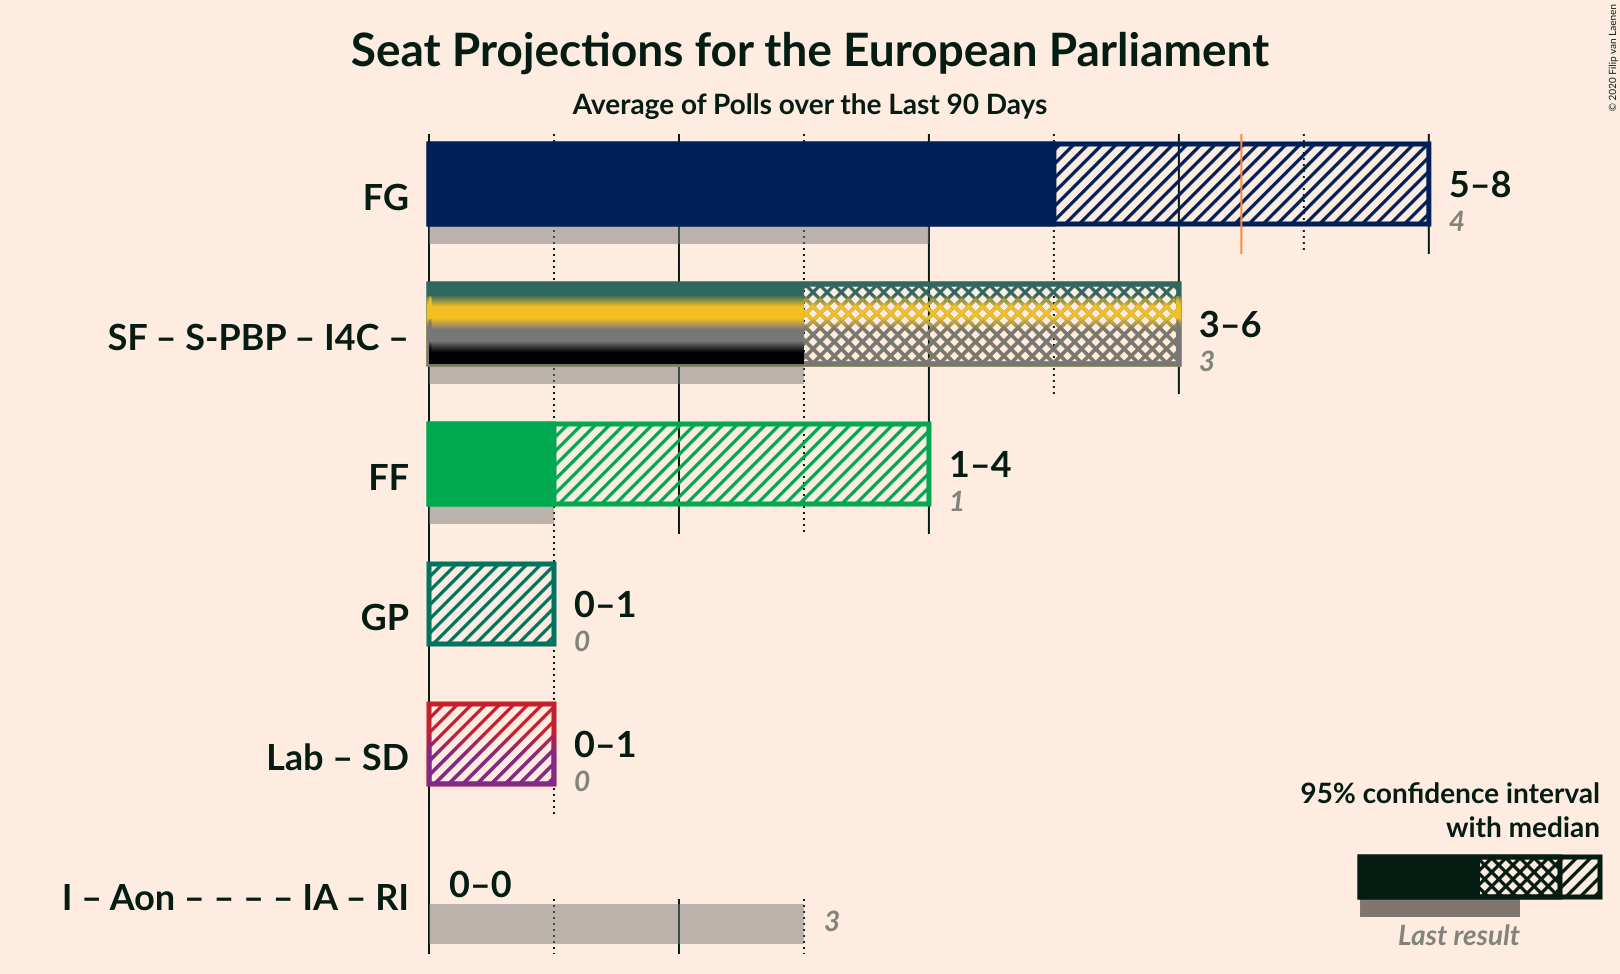 Seat Projections for the European Parliament
Average of Polls over the Last 90 Days
© 2020 Filip van Laenen
FG
5–8
4
SF – S-PBP – I4C –
3–6
3
FF
1–4
1
GP
0–1
0
Lab – SD
0–1
0
I – Aon – – – – IA – RI
0–0
3
95% confidence interval
with median
Last result